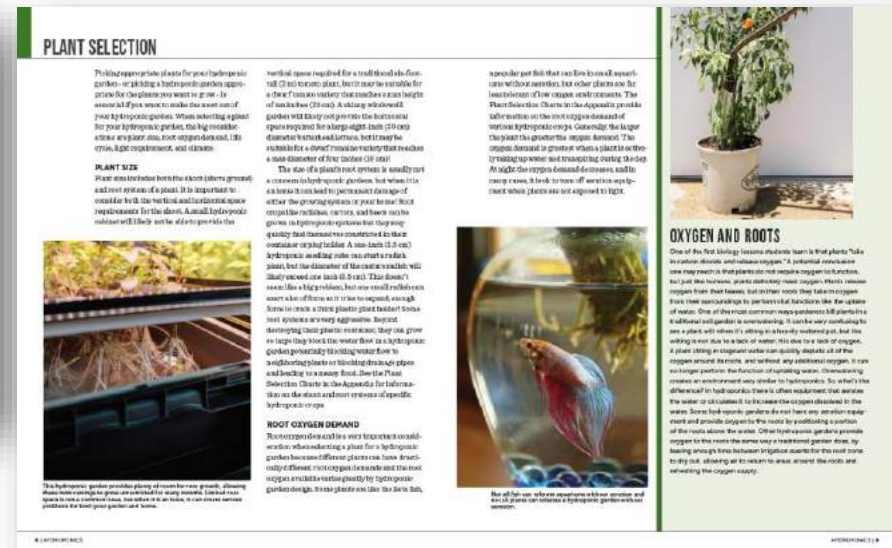 PLANT SELECTION
Picking appropriate plants for your hydroponic
garden - or picking a hydroponic garden appro-
priate for the plants you want to grow - is
essential if you want to make the most out of
your hydroponic garden. When selecting a plant
for your hydroponic garden, the big consider-
ations are plant size, root oxygen demand, life
cycle, light requirement, and climate.
PLANT SIZE
Plant size includes both the shoot (above ground)
and root system of a plant. It is important to
consider both the vertical and horizontal space
requirements for the shoot. A small hydroponic
cabinet will likely not be able to provide the
This hydroponic garden provides plenty of room for root growth, allowing
these
to grow unrestricted for many months. Limited root
space is not a common issue, but when it is an issue, it can create serious
problems for both your garden and home.
vertical space required for a traditional six-foot-
tall (2 m) tomato plant, but it may be suitable for
a dwarf tomato variety that reaches a max height
of ten inches (25 cm). A skinny windowsill
garden will likely not provide the horizontal
space required for a large eight-inch (20 cm)
diameter butterhead lettuce, but it may be
suitable for a dwarf romaine variety that reaches
a max diameter of four inches (10 cm)!
The size of a plant's root system is usually not
a concern in hydroponic gardens, but when it is
an issue it can lead to permanent damage of
either the growing system or your home! Root
crops like radishes, carrots, and beets can be
grown in hydroponic systems but they may
quickly find themselves constricted in their
container or plug holder. A one-inch (2.5 cm)
hydroponic seedling cube can start a radish
plant, but the diameter of the mature radish will
likely exceed one inch (2.5 cm). This doesn't
seem like a big problem, but one small radish can
exert a lot of force as it tries to expand; enough
force to crack a thick plastic plant holder! Some
root systems are very aggressive. Beyond
destroying their plastic container, they can grow
so large they block the water flow in a hydroponic
garden potentially blocking water flow to
neighboring plants or blocking drainage pipes
and leading to a messy flood. See the Plant
Selection Charts in the Appendix for informa-
tion on the shoot and root systems of specific
hydroponic crops.
ROOT OXYGEN DEMAND
Root oxygen demand is a very important consid-
eration when selecting a plant for a hydroponic
garden because different plants can have drasti-
cally different root oxygen demands and the root
oxygen available varies greatly by hydroponic
garden design. Some plants are like the Beta fish,
a popular pet fish that can live in small aquari-
ums without aeration, but other plants are far
less tolerant of low oxygen environments. The
Plant Selection Charts in the Appendix provide
information on the root oxygen demand of
various hydroponic crops. Generally, the larger
the plant the greater the oxygen demand. The
oxygen demand is greatest when a plant is active-
ly taking up water and transpiring during the day.
At night the oxygen demand decreases, and in
many cases, it is ok to turn off aeration equip-
ment when plants are not exposed to light.
Not all fish can tolerate aquariums without aeration and
not all plants can tolerate a hydroponic garden without
aeration.
OXYGEN AND ROOTS
One of the first biology lessons students learn is that plants "take
in carbon dioxide and release oxygen." A potential conclusion
one may reach is that plants do not require oxygen to function,
but just like humans, plants definitely need oxygen. Plants release
oxygen from their leaves, but in their roots they take in oxygen
from their surroundings to perform vital functions like the uptake
of water. One of the most common ways gardeners kill plants in a
traditional soil garden is overwatering. It can be very confusing to
see a plant wilt when it's sitting in a heavily watered pot, but the
wilting is not due to a lack of water; it is due to a lack of oxygen.
A plant sitting in stagnant water can quickly deplete all of the
oxygen around its roots, and without any additional oxygen, it can
no longer perform the function of uptaking water. Overwatering
creates an environment very similar to hydroponics. So, what's the
difference? In hydroponics there is often equipment that aerates
the water or circulates it to increase the oxygen dissolved in the
water. Some hydroponic gardens do not have any aeration equip-
ment and provide oxygen to the roots by positioning a portion
of the roots above the water. Other hydroponic gardens provide
oxygen to the roots the same way a traditional garden does, by
leaving enough time between irrigation events for the root zone
to dry out, allowing air to return to areas around the roots and
refreshing the oxygen supply.
8 | HYDROPONICS
HYDROPONICS | 9